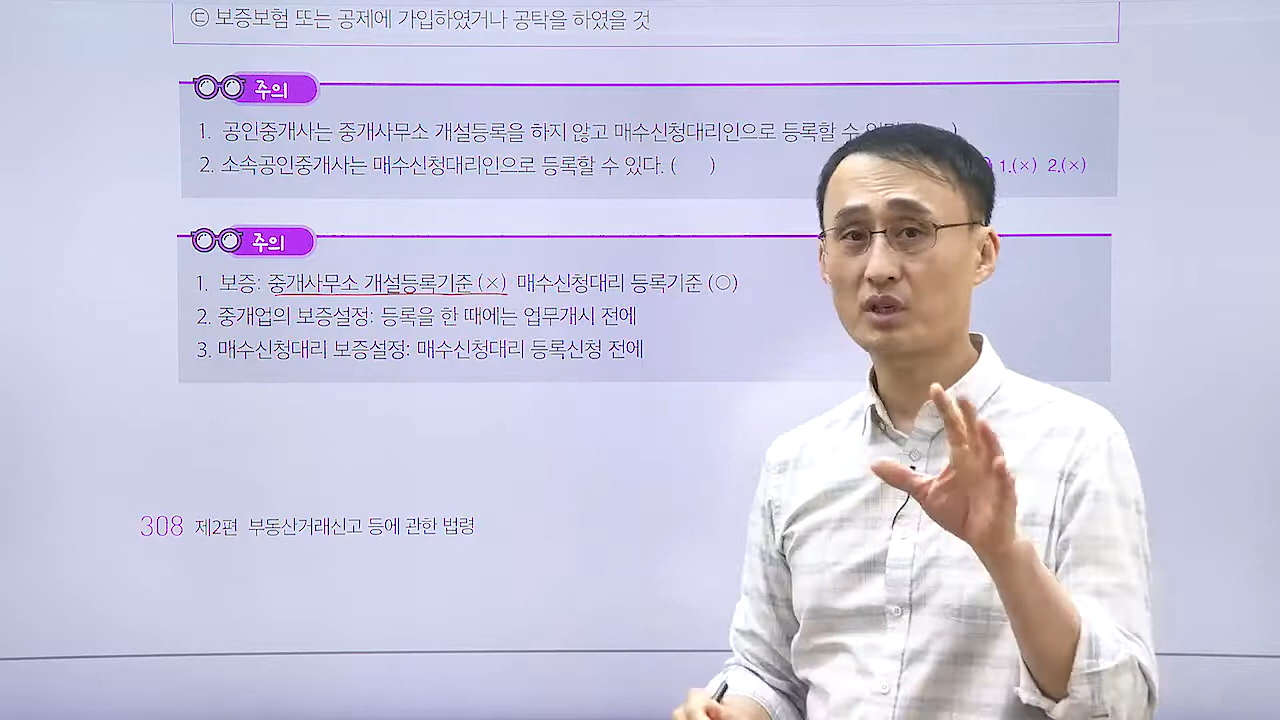 ⓒ 보증보험 또는 공제에 가입하였거나 공탁을 하였을 것
주의
1. 공인중개사는 중개사무소 개설등록을 하지 않고 매수신청대리인으로 등록할 수 )
2. 소속공인중개사는 매수신청대리인으로 등록할 수 있다. ( ) 1.(×) 2.(×)
주의
1. 보증: 중개사무소 개설등록기준 (×) 매수신청대리 등록기준 (○)
2. 중개업의 보증설정: 등록을 한 때에는 업무개시 전에
3. 매수신청대리 보증설정: 매수신청대리 등록신청 전에
308 제2편 부동산거래신고 등에 관한 법령